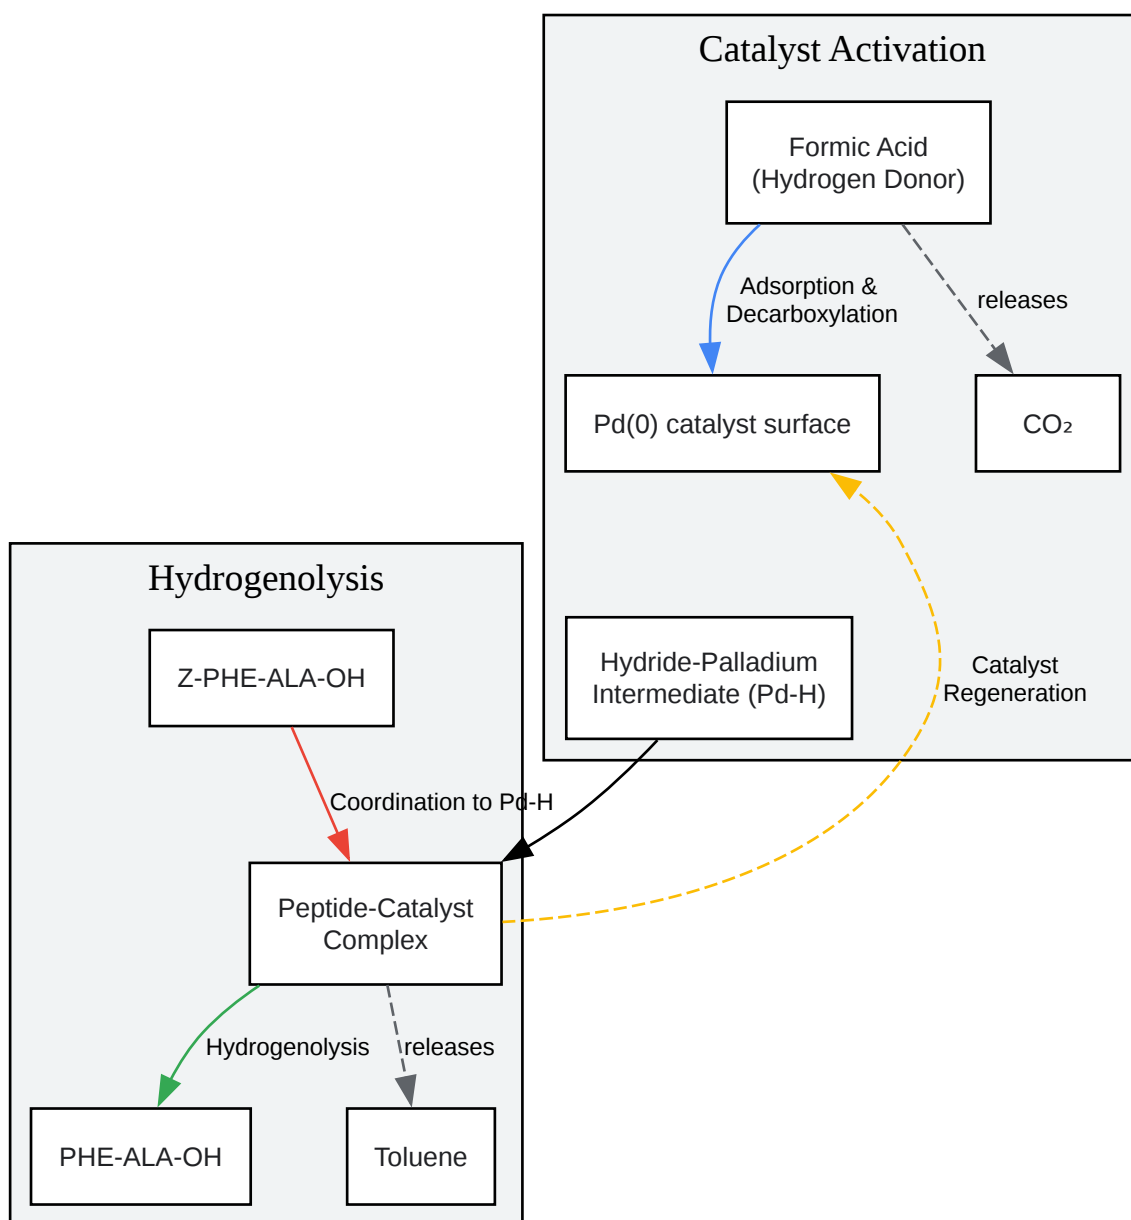 Catalyst Activation
Formic Acid
(Hydrogen Donor)
Adsorption &
Decarboxylation
releases
Pd(0) catalyst surface
CO₂
Hydrogenolysis
Z-PHE-ALA-OH
Hydride-Palladium
Intermediate (Pd-H)
Catalyst
Regeneration
Coordination to Pd-H
Peptide-Catalyst
Complex
Hydrogenolysis
releases
PHE-ALA-OH
Toluene